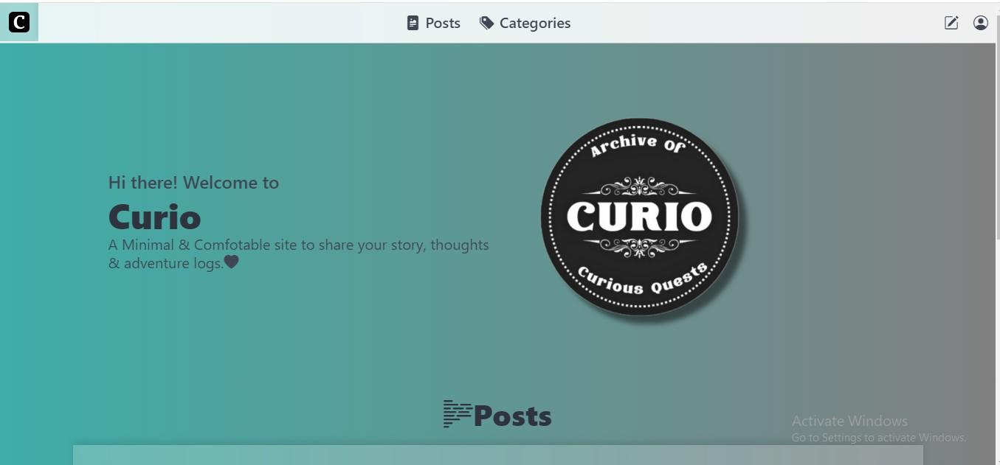 C
Posts
Categories
Hi there! Welcome to
Curio
A Minimal & Comfotable site to share your story, thoughts
& adventure logs.
Archive Of
CURIO
Curious Quests
Posts
Activate Windows
Go to Settings to activate Windows.